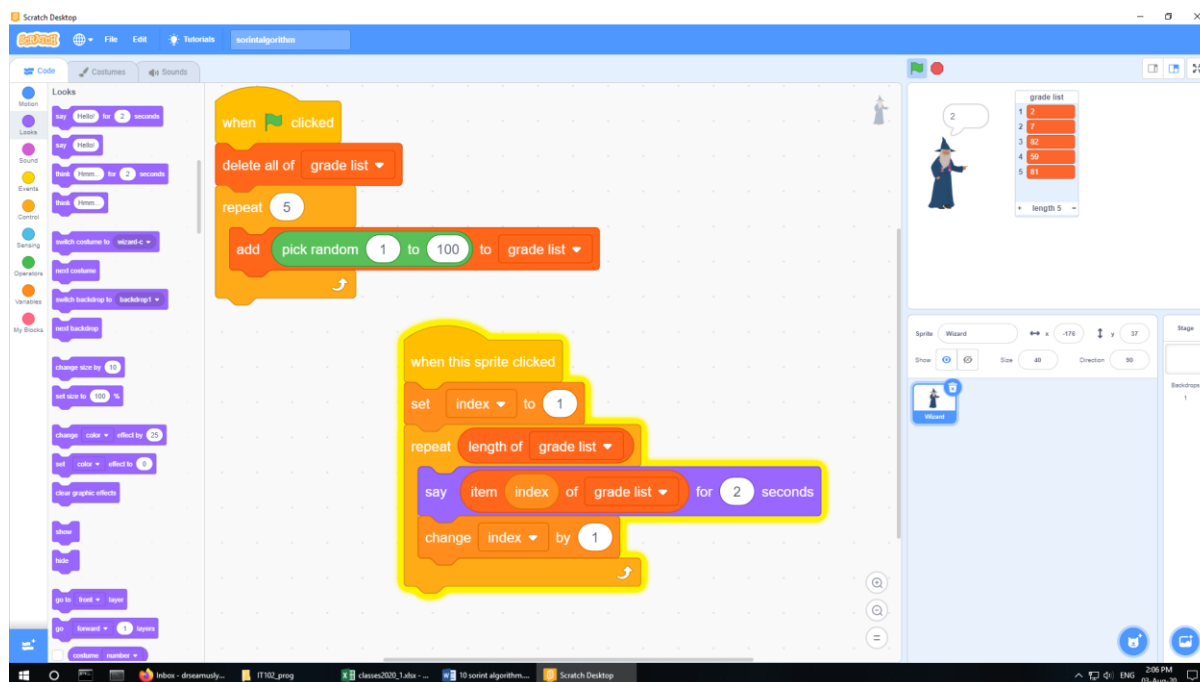 Scratch Desktop
SCRATCH File Edit Tutorials sorintalgorithm
Code Costumes Sounds
Motion
Looks
Sound
Events
Control
Sensing
Operators
Variables
My Blocks
Looks
say Hello! for 2 seconds
say Hello!
think Hmm... for 2 seconds
think Hmm...
switch costume to wizard-c
next costume
switch backdrop to backdrop1
next backdrop
change size by 10
set size to 100 %
change color effect by 25
set color effect to 0
clear graphic effects
show
hide
go to front layer
go forward 1 layers
costume number
when clicked
delete all of grade list
repeat 5
add pick random 1 to 100 to grade list
when this sprite clicked
set index to 1
repeat length of grade list
say item index of grade list for 2 seconds
change index by 1
2
grade list
1 2
2 7
3 82
4 50
5 81
+ length 5 =
Sprite Wizard x -176 y 37
Show Size 40 Direction 90
Wizard
Stage
Backdrops
1
Inbox - drseamusly... IT102_prog classes2020_1.xlsx - ... 10 sorint algorithm.... Scratch Desktop
ENG 2:06 PM
03-Aug-20